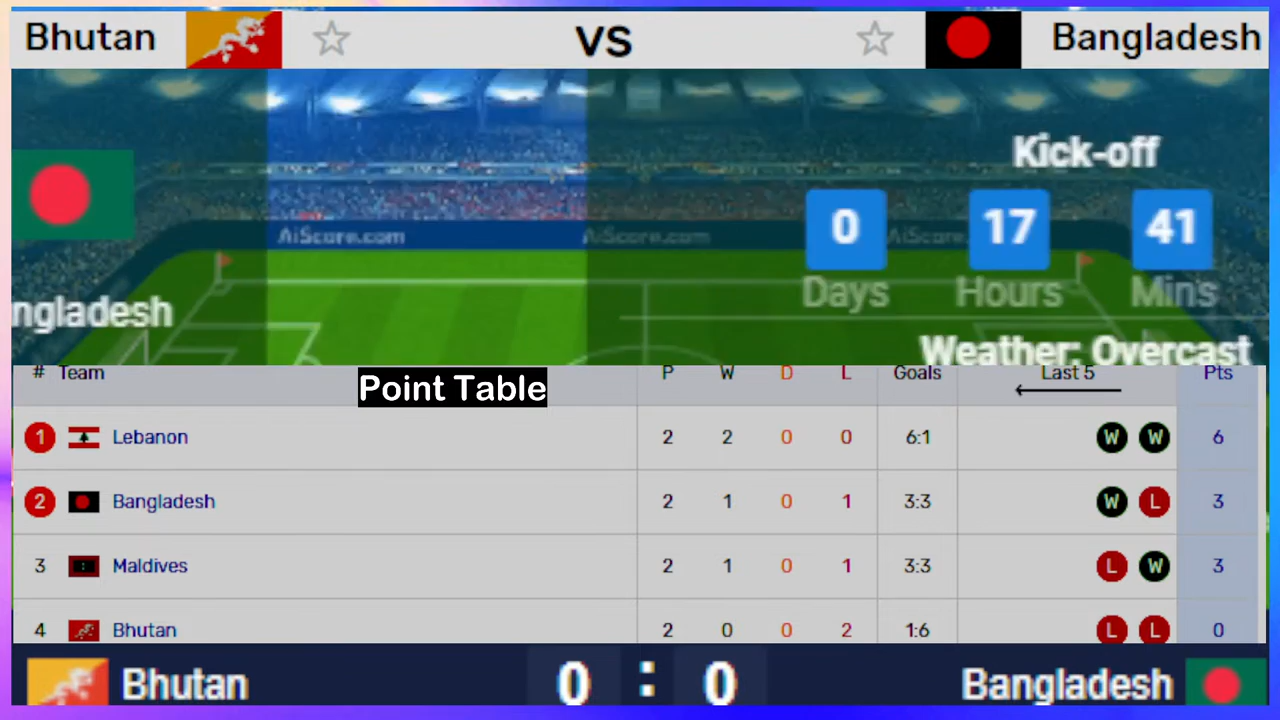 Bhutan VS Bangladesh
Kick-off
0 17 41
Days Hours Mins
AiScore.com AiScore.com AiScore.
ngladesh
Weather: Overcast
# Team P W D L Goals Last 5 Pts
Point Table
1 Lebanon 2 2 0 0 6:1 W W 6
2 Bangladesh 2 1 0 1 3:3 W L 3
3 Maldives 2 1 0 1 3:3 L W 3
4 Bhutan 2 0 0 2 1:6 L L 0
Bhutan 0 : 0 Bangladesh